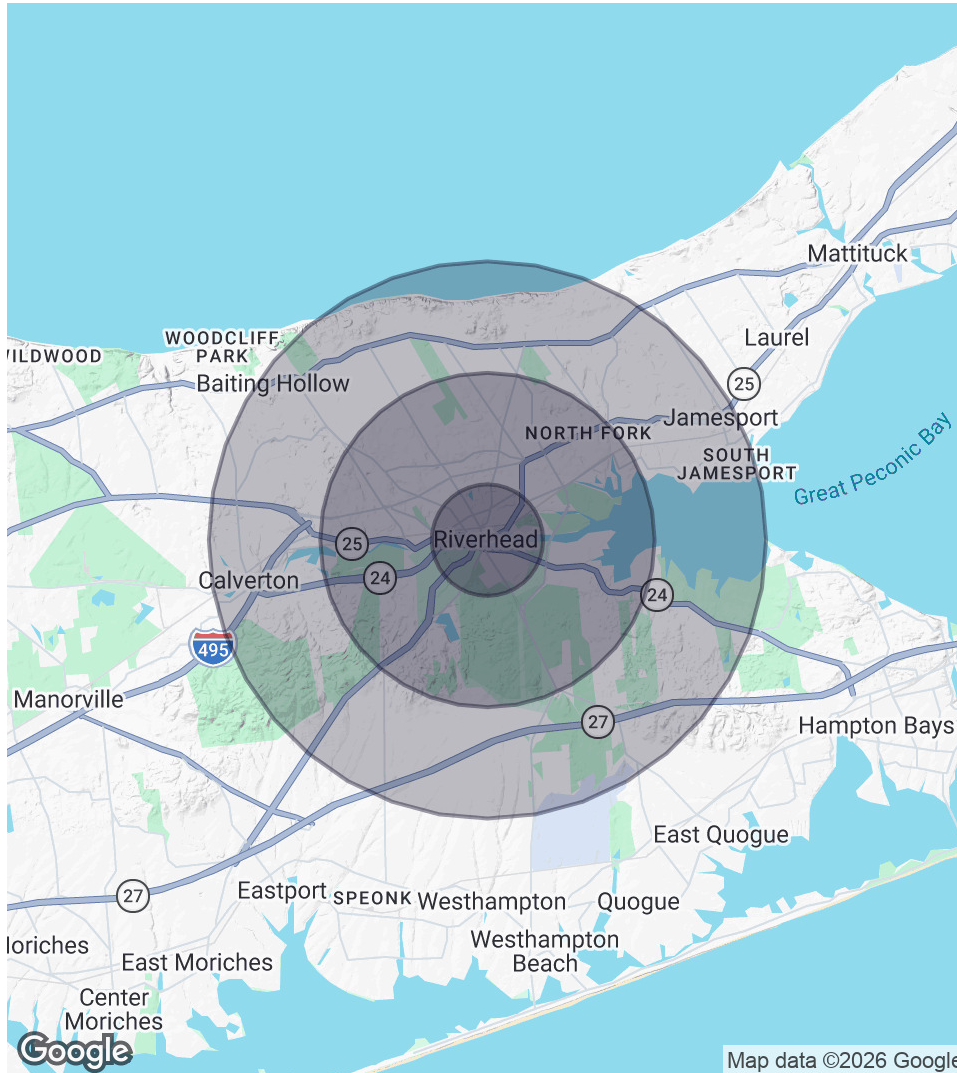 Mattituck
WOODCLIFF
PARK
Laurel
WILDWOOD
Baiting Hollow
25
Jamesport
NORTH FORK
SOUTH
JAMESPORT
Great Peconic Bay
Riverhead
25
24
Calverton
24
495
Manorville
27
Hampton Bays
East Quogue
Eastport
SPEONK
Westhampton
Quogue
27
Moriches
Westhampton
Beach
East Moriches
Center
Moriches
Google
Map data ©2026 Google